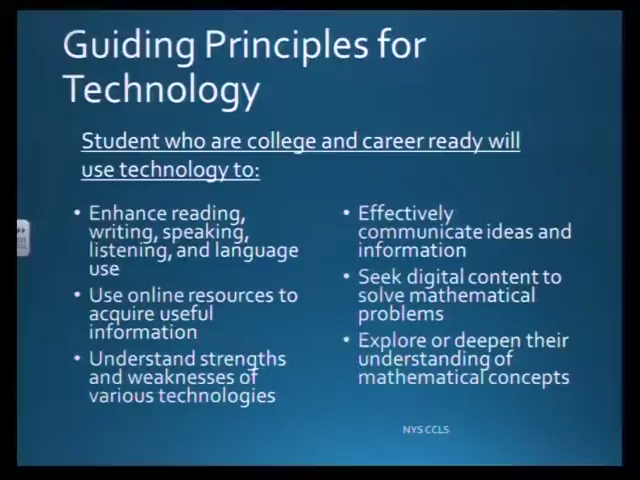 Guiding Principles for
Technology
Student who are college and career ready will
use technology to:
• Enhance reading,
writing, speaking,
listening, and language
use
• Use online resources to
acquire useful
information
• Understand strengths
and weaknesses of
various technologies
• Effectively
communicate ideas and
information
• Seek digital content to
solve mathematical
problems
• Explore or deepen their
understanding of
mathematical concepts
NYS CCLS